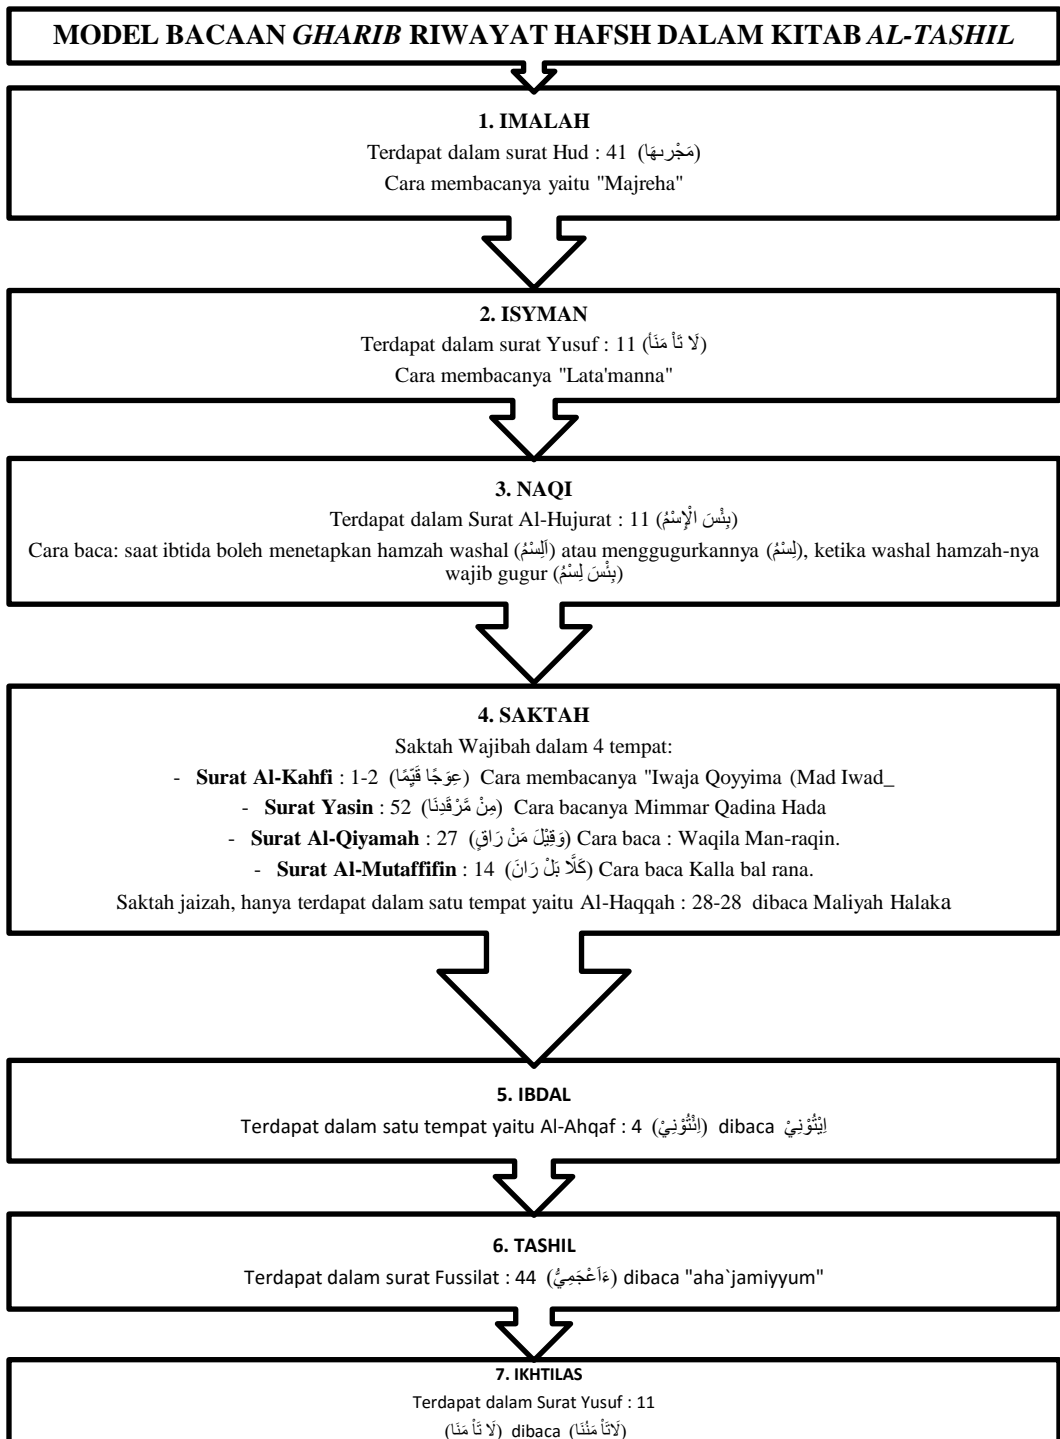 MODEL BACAAN GHARIB RIWAYAT HAFSH DALAM KITAB AL-TASHIL
1. IMALAH
Terdapat dalam surat Hud : 41 (مَجْرٰىهَا)
Cara membacanya yaitu "Majreha"
2. ISYMAN
Terdapat dalam surat Yusuf : 11 (لَا تَأْ مَنَّا)
Cara membacanya "Lata'manna"
3. NAQI
Terdapat dalam Surat Al-Hujurat : 11 (بِئْسَ الْاِسْمُ)
Cara baca: saat ibtida boleh menetapkan hamzah washal (اَلِسْمُ) atau menggugurkannya (لِسْمُ), ketika washal hamzah-nya
wajib gugur (بِئْسَ لِسْمُ)
4. SAKTAH
Saktah Wajibah dalam 4 tempat:
- Surat Al-Kahfi : 1-2 (عِوَجًا قَيِّمًا) Cara membacanya "Iwaja Qoyyima (Mad Iwad_
- Surat Yasin : 52 (مِنْ مَّرْقَدِنَا) Cara bacanya Mimmar Qadina Hada
- Surat Al-Qiyamah : 27 (وَقِيْلَ مَنْ رَاقٍ) Cara baca : Waqila Man-raqin.
- Surat Al-Mutaffifin : 14 (كَلَّا بَلْ رَانَ) Cara baca Kalla bal rana.
Saktah jaizah, hanya terdapat dalam satu tempat yaitu Al-Haqqah : 28-28 dibaca Maliyah Halaka
5. IBDAL
Terdapat dalam satu tempat yaitu Al-Ahqaf : 4 (اِئْتُوْنِيْ) dibaca اِيْتُوْنِيْ
6. TASHIL
Terdapat dalam surat Fussilat : 44 (ءَاَعْجَمِيُّ) dibaca "aha`jamiyyum"
7. IKHTILAS
Terdapat dalam Surat Yusuf : 11
(لَا تَأْ مَنَا) dibaca (لَاتَأْ مَنُنَا)